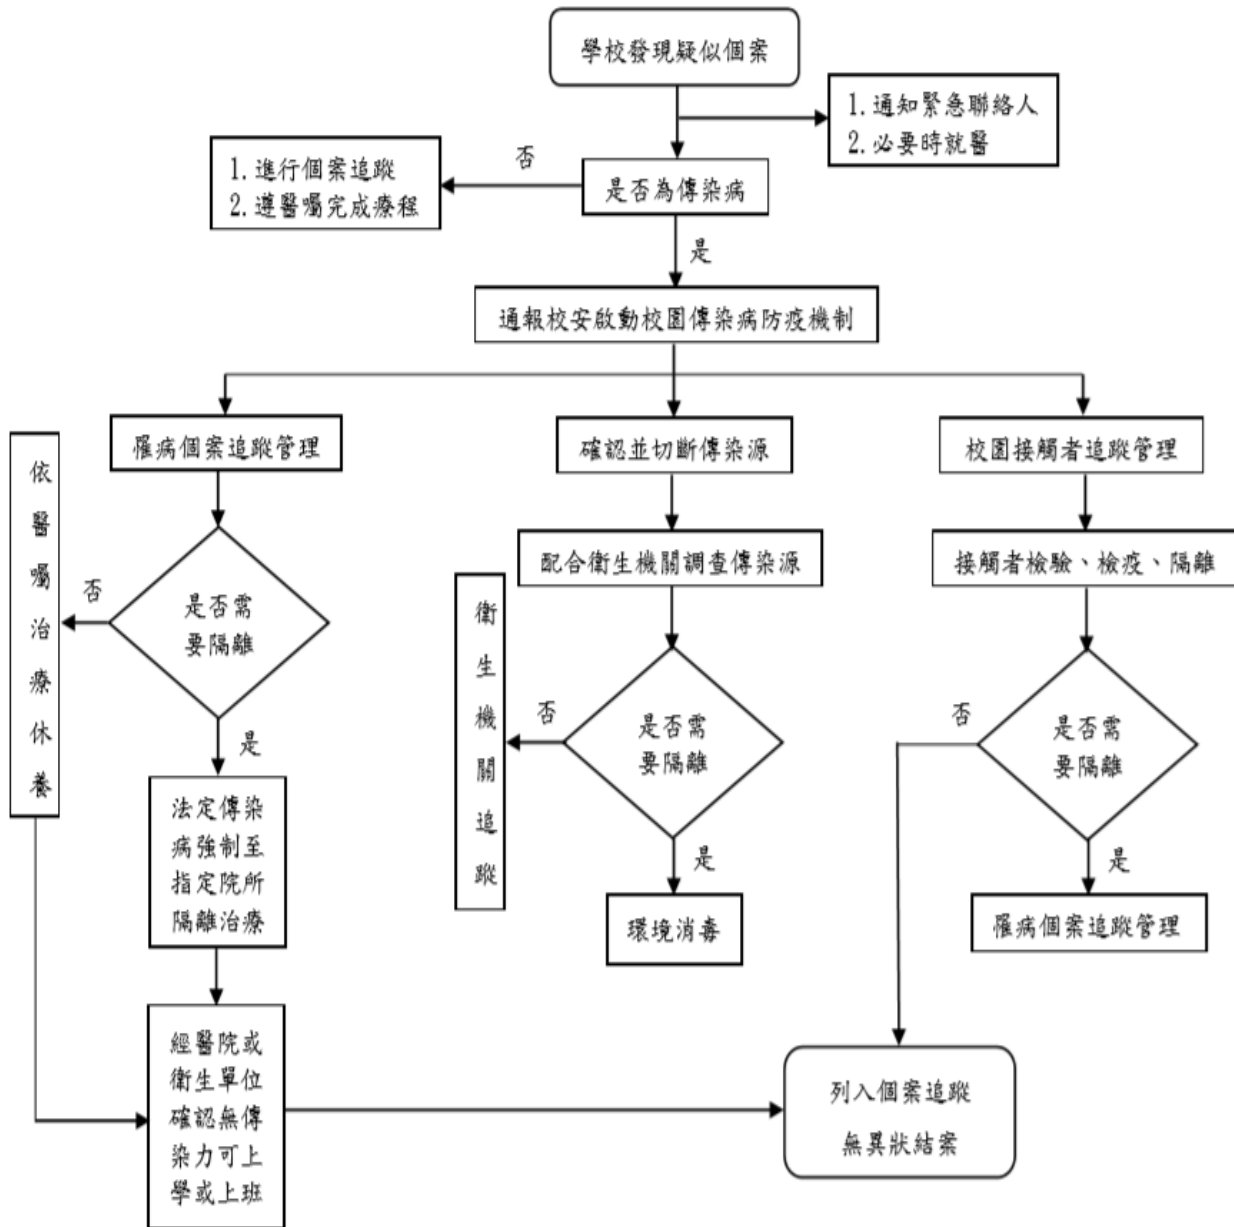 學校發現疑似個案
1.通知緊急聯絡人
2.必要時就醫
否
1.進行個案追蹤
2.遵醫囑完成療程
是否為傳染病
是
通報校安啟動校園傳染病防疫機制
罹病個案追蹤管理
確認並切斷傳染源
校園接觸者追蹤管理
依醫囑治療休養
否
是否需
要隔離
是
法定傳染
病強制至
指定院所
隔離治療
經醫院或
衛生單位
確認無傳
染力可上
學或上班
配合衛生機關調查傳染源
衛生機關追蹤
否
是否需
要隔離
是
環境消毒
接觸者檢驗、檢疫、隔離
否
是否需
要隔離
是
罹病個案追蹤管理
列入個案追蹤
無異狀結案